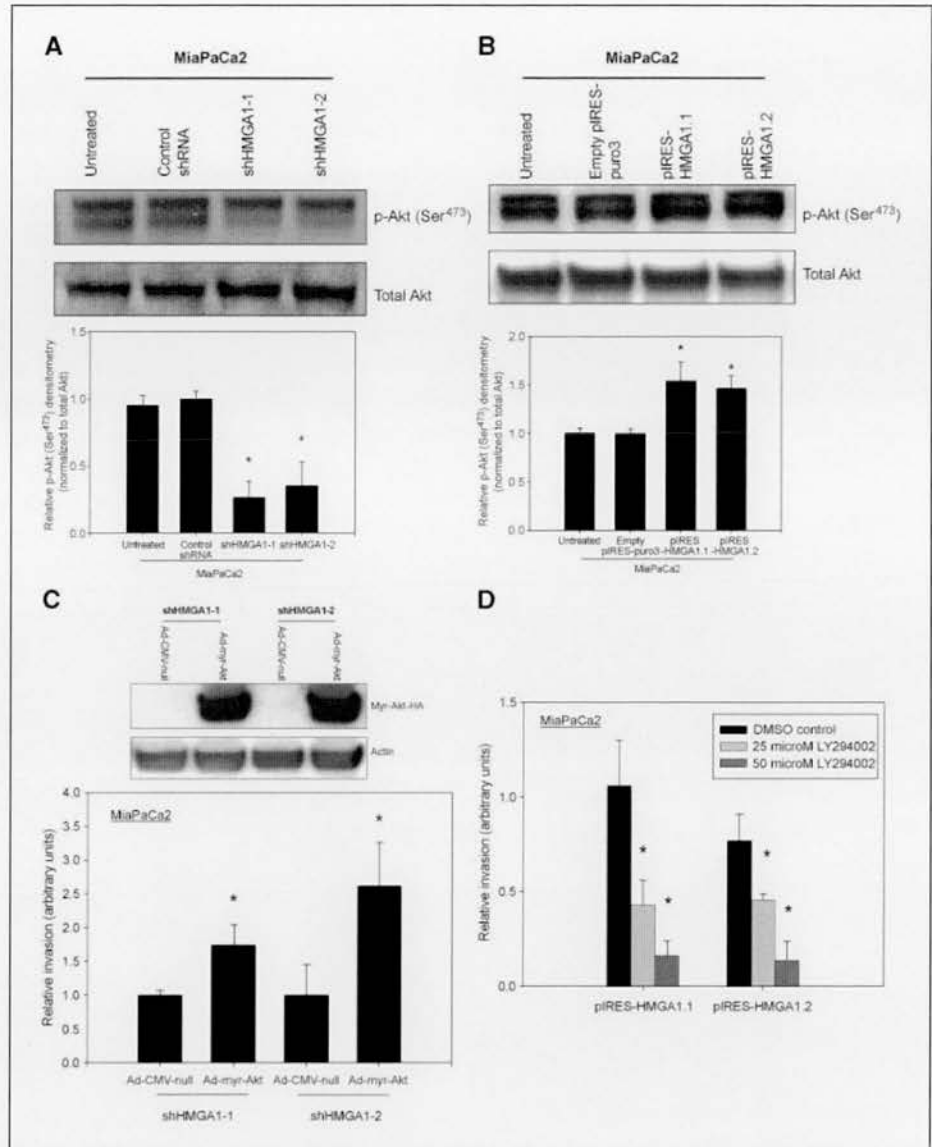 A
MiaPaCa2
Untreated
Control shRNA
shHMGA1-1
shHMGA1-2
p-Akt (Ser473)
Total Akt
Relative p-Akt (Ser473) densitometry
(normalized to total Akt)
1.5
1.0
0.5
0.0
* *
Untreated Control shRNA shHMGA1-1 shHMGA1-2
MiaPaCa2
B
MiaPaCa2
Untreated
Empty pIRES-puro3
pIRES-HMGA1.1
pIRES-HMGA1.2
p-Akt (Ser473)
Total Akt
Relative p-Akt (Ser473) densitometry
(normalized to total Akt)
2.0
1.5
1.0
0.5
0.0
* *
Untreated Empty pIRES pIRES
pIRES-puro3 -HMGA1.1 -HMGA1.2
MiaPaCa2
C
shHMGA1-1 shHMGA1-2
Ad-CMV-null
Ad-myr-Akt
Ad-CMV-null
Ad-myr-Akt
Myr-Akt-HA
Actin
MiaPaCa2
Relative invasion (arbitrary units)
4.0
3.5
3.0
2.5
2.0
1.5
1.0
0.5
0.0
* *
Ad-CMV-null Ad-myr-Akt Ad-CMV-null Ad-myr-Akt
shHMGA1-1 shHMGA1-2
D
MiaPaCa2
DMSO control
25 microM LY294002
50 microM LY294002
Relative invasion (arbitrary units)
1.5
1.0
0.5
0.0
* * * *
pIRES-HMGA1.1 pIRES-HMGA1.2